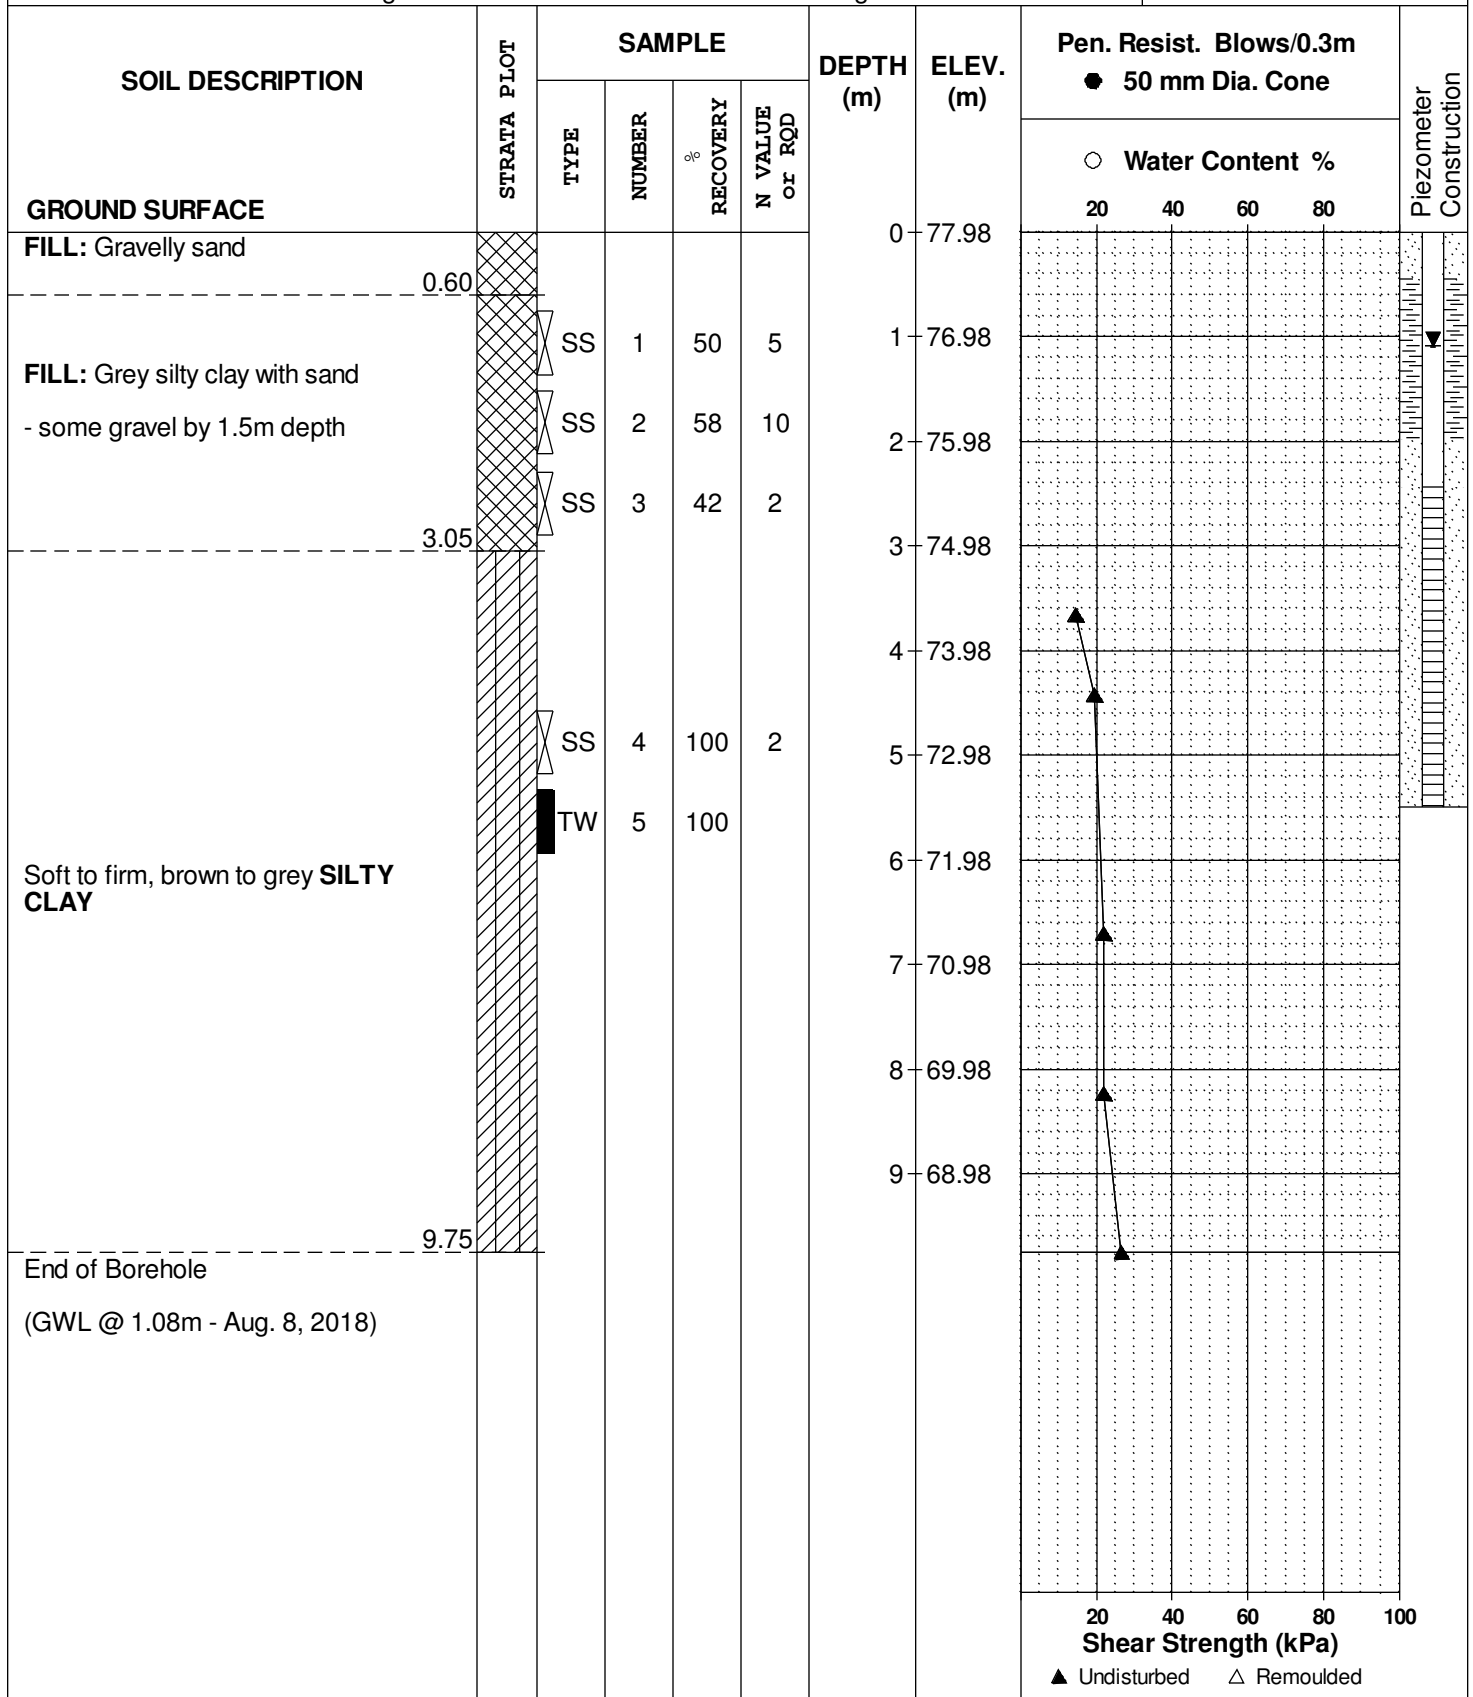 SOIL DESCRIPTION
STRATA PLOT
SAMPLE
TYPE
NUMBER
% RECOVERY
N VALUE or RQD
DEPTH (m)
ELEV. (m)
Pen. Resist. Blows/0.3m
● 50 mm Dia. Cone
○ Water Content %
20 40 60 80
Piezometer Construction
GROUND SURFACE
0 77.98
FILL: Gravelly sand
0.60
SS 1 50 5
1 76.98
FILL: Grey silty clay with sand
- some gravel by 1.5m depth
SS 2 58 10
2 75.98
SS 3 42 2
3.05
3 74.98
4 73.98
SS 4 100 2
5 72.98
TW 5 100
6 71.98
Soft to firm, brown to grey SILTY
CLAY
7 70.98
8 69.98
9 68.98
9.75
End of Borehole
(GWL @ 1.08m - Aug. 8, 2018)
20 40 60 80 100
Shear Strength (kPa)
▲ Undisturbed △ Remoulded